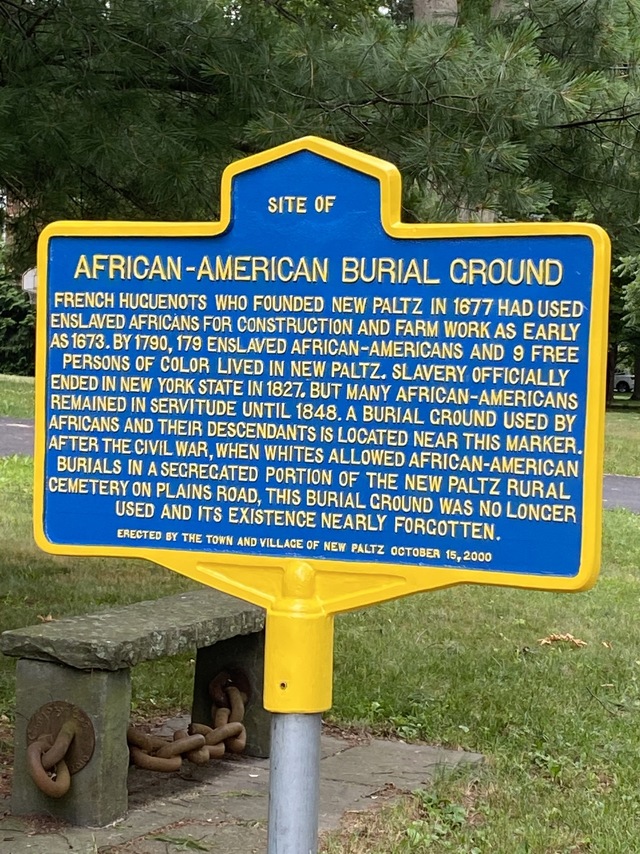 SITE OF
AFRICAN-AMERICAN BURIAL GROUND
FRENCH HUGUENOTS WHO FOUNDED NEW PALTZ IN 1677 HAD USED
ENSLAVED AFRICANS FOR CONSTRUCTION AND FARM WORK AS EARLY
AS 1673. BY 1790, 179 ENSLAVED AFRICAN-AMERICANS AND 9 FREE
PERSONS OF COLOR LIVED IN NEW PALTZ. SLAVERY OFFICIALLY
ENDED IN NEW YORK STATE IN 1827. BUT MANY AFRICAN-AMERICANS
REMAINED IN SERVITUDE UNTIL 1848. A BURIAL GROUND USED BY
AFRICANS AND THEIR DESCENDANTS IS LOCATED NEAR THIS MARKER.
AFTER THE CIVIL WAR, WHEN WHITES ALLOWED AFRICAN-AMERICAN
BURIALS IN A SEGREGATED PORTION OF THE NEW PALTZ RURAL
CEMETERY ON PLAINS ROAD, THIS BURIAL GROUND WAS NO LONGER
USED AND ITS EXISTENCE NEARLY FORGOTTEN.
ERECTED BY THE TOWN AND VILLAGE OF NEW PALTZ OCTOBER 15, 2000